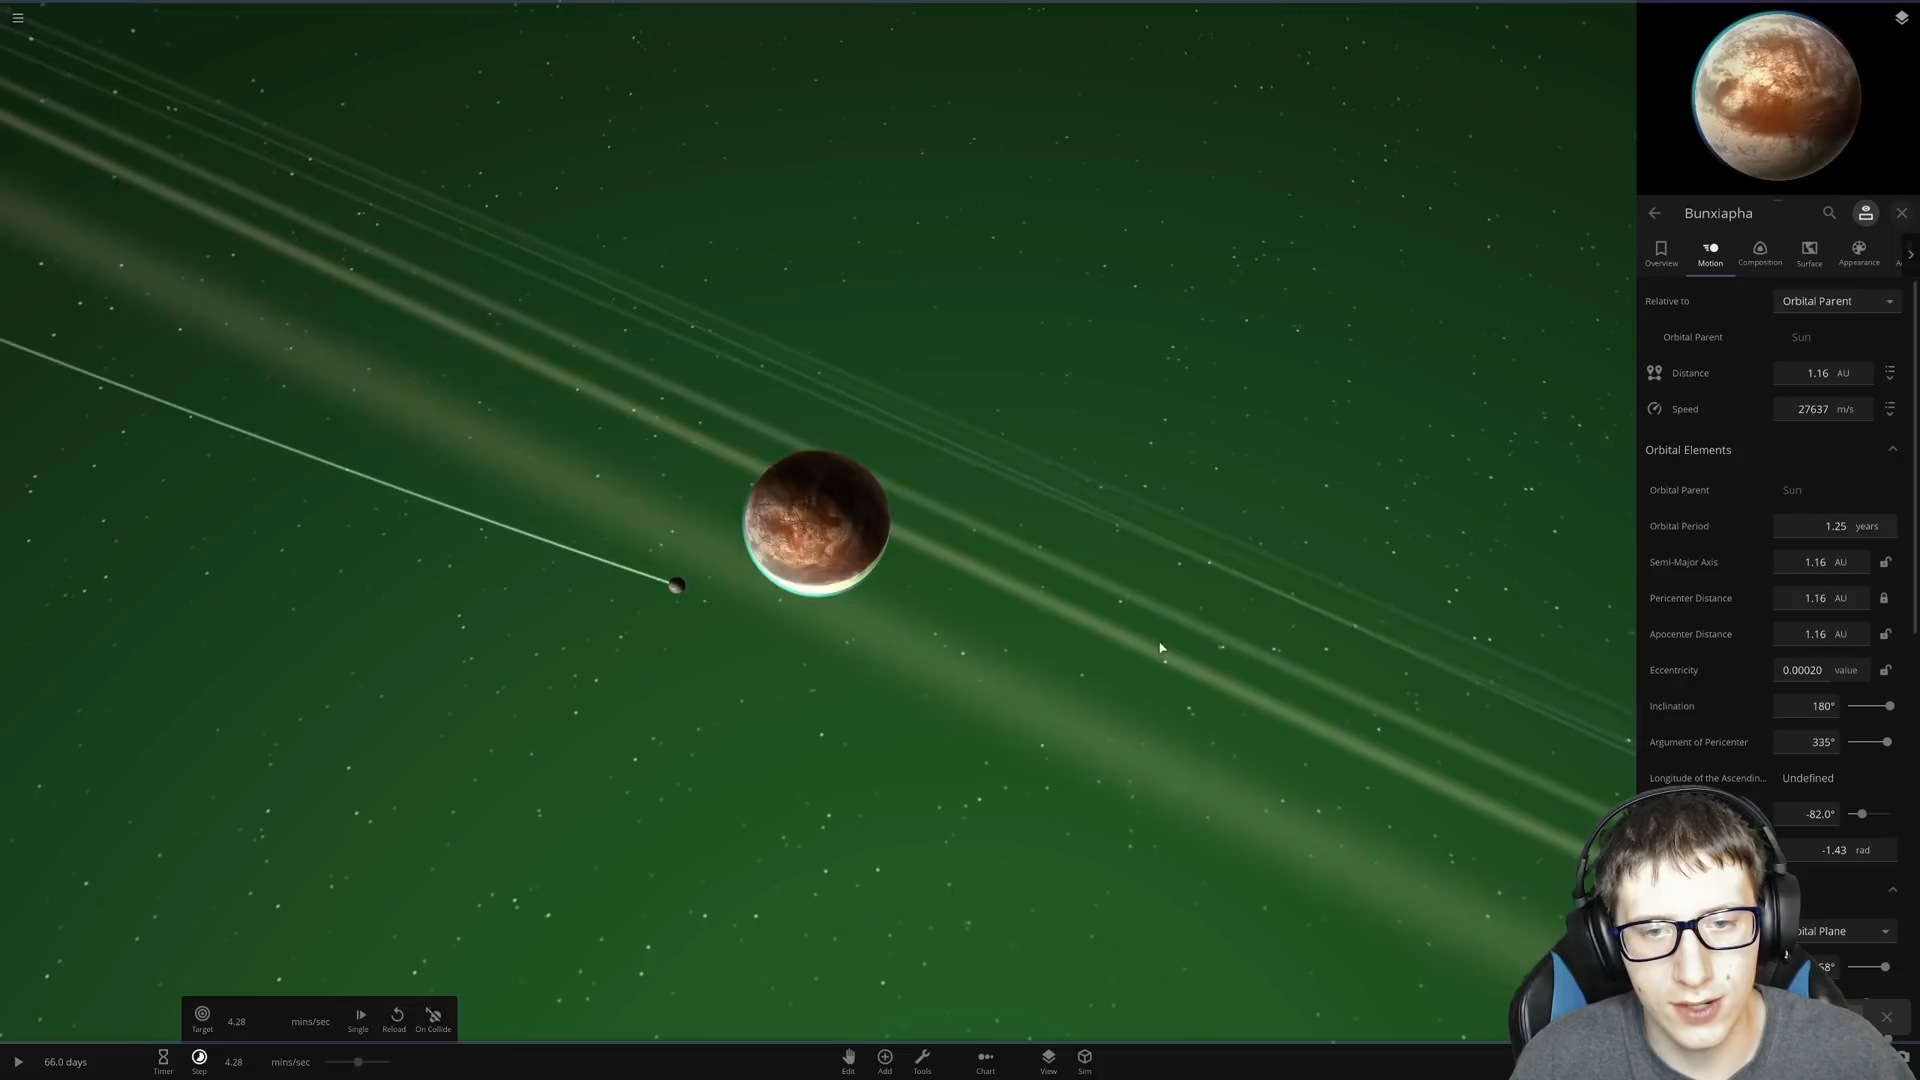 Bunxiapha
Overview
Motion
Composition
Surface
Appearance
Relative to
Orbital Parent
Orbital Parent
Sun
Distance
1.16 AU
Speed
27637 m/s
Orbital Elements
Orbital Parent
Sun
Orbital Period
1.25 years
Semi-Major Axis
1.16 AU
Pericenter Distance
1.16 AU
Apocenter Distance
1.16 AU
Eccentricity
0.00020 value
Inclination
180°
Argument of Pericenter
335°
Longitude of the Ascendin...
Undefined
-82.0°
-1.43 rad
Plane
Target
4.28 mins/sec
Single
Reload
On Collide
66.0 days
Timer
Step
4.28 mins/sec
Edit
Add
Tools
Chart
View
Sim